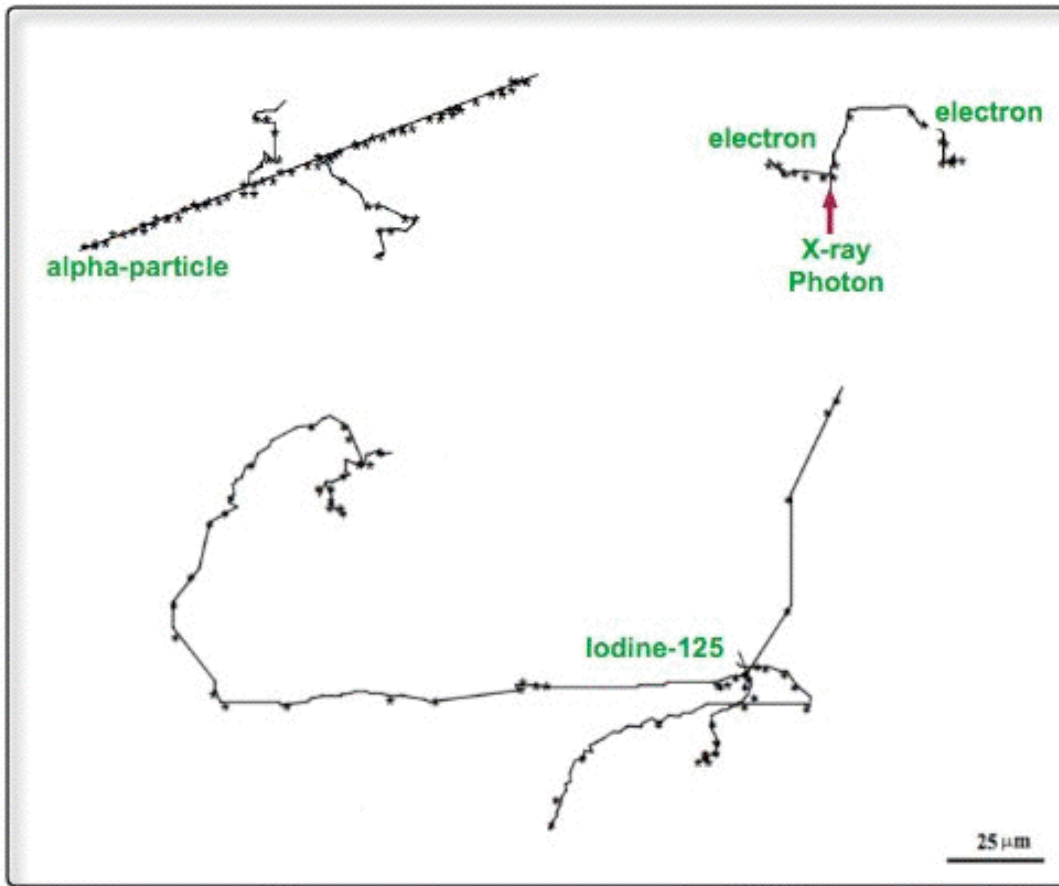 electron
electron
alpha-particle
X-ray
Photon
Iodine-125
25 μm